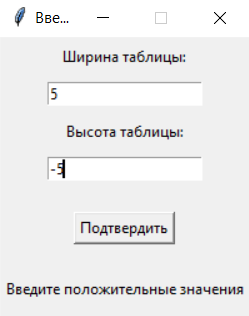 Вве...
Ширина таблицы:
5
Высота таблицы:
-5
Подтвердить
Введите положительные значения